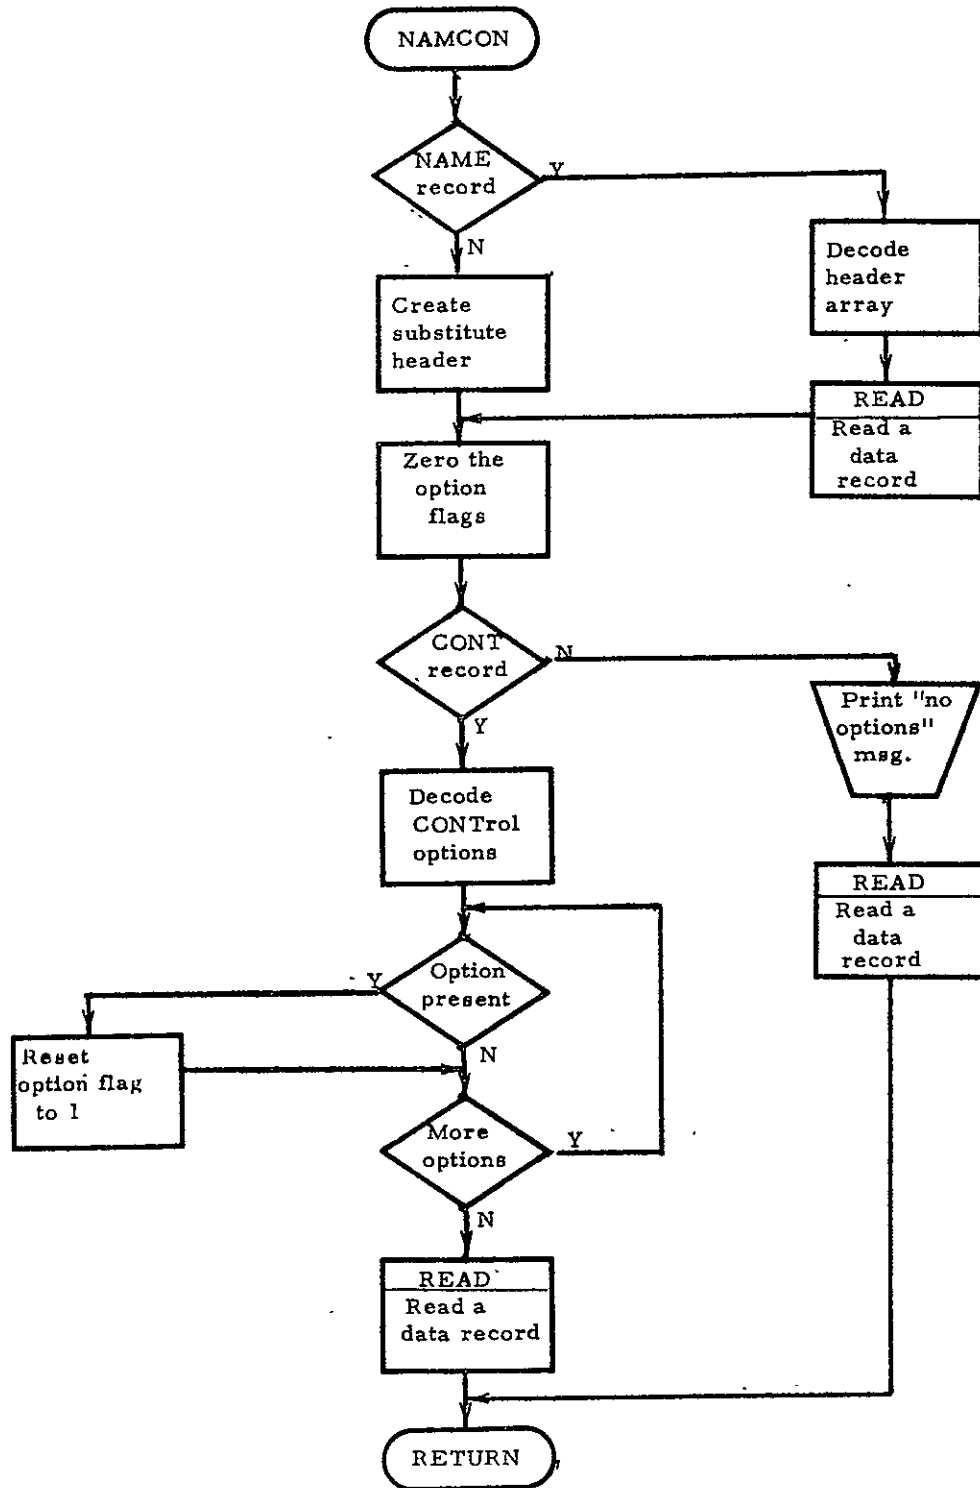 NAMCON
NAME
record
Y
N
Decode
header
array
Create
substitute
header
READ
Read a
data
record
Zero the
option
flags
CONT
record
N
Y
Print "no
options"
msg.
Decode
CONTrol
options
READ
Read a
data
record
Option
present
Y
N
Reset
option flag
to 1
More
options
Y
N
READ
Read a
data record
RETURN